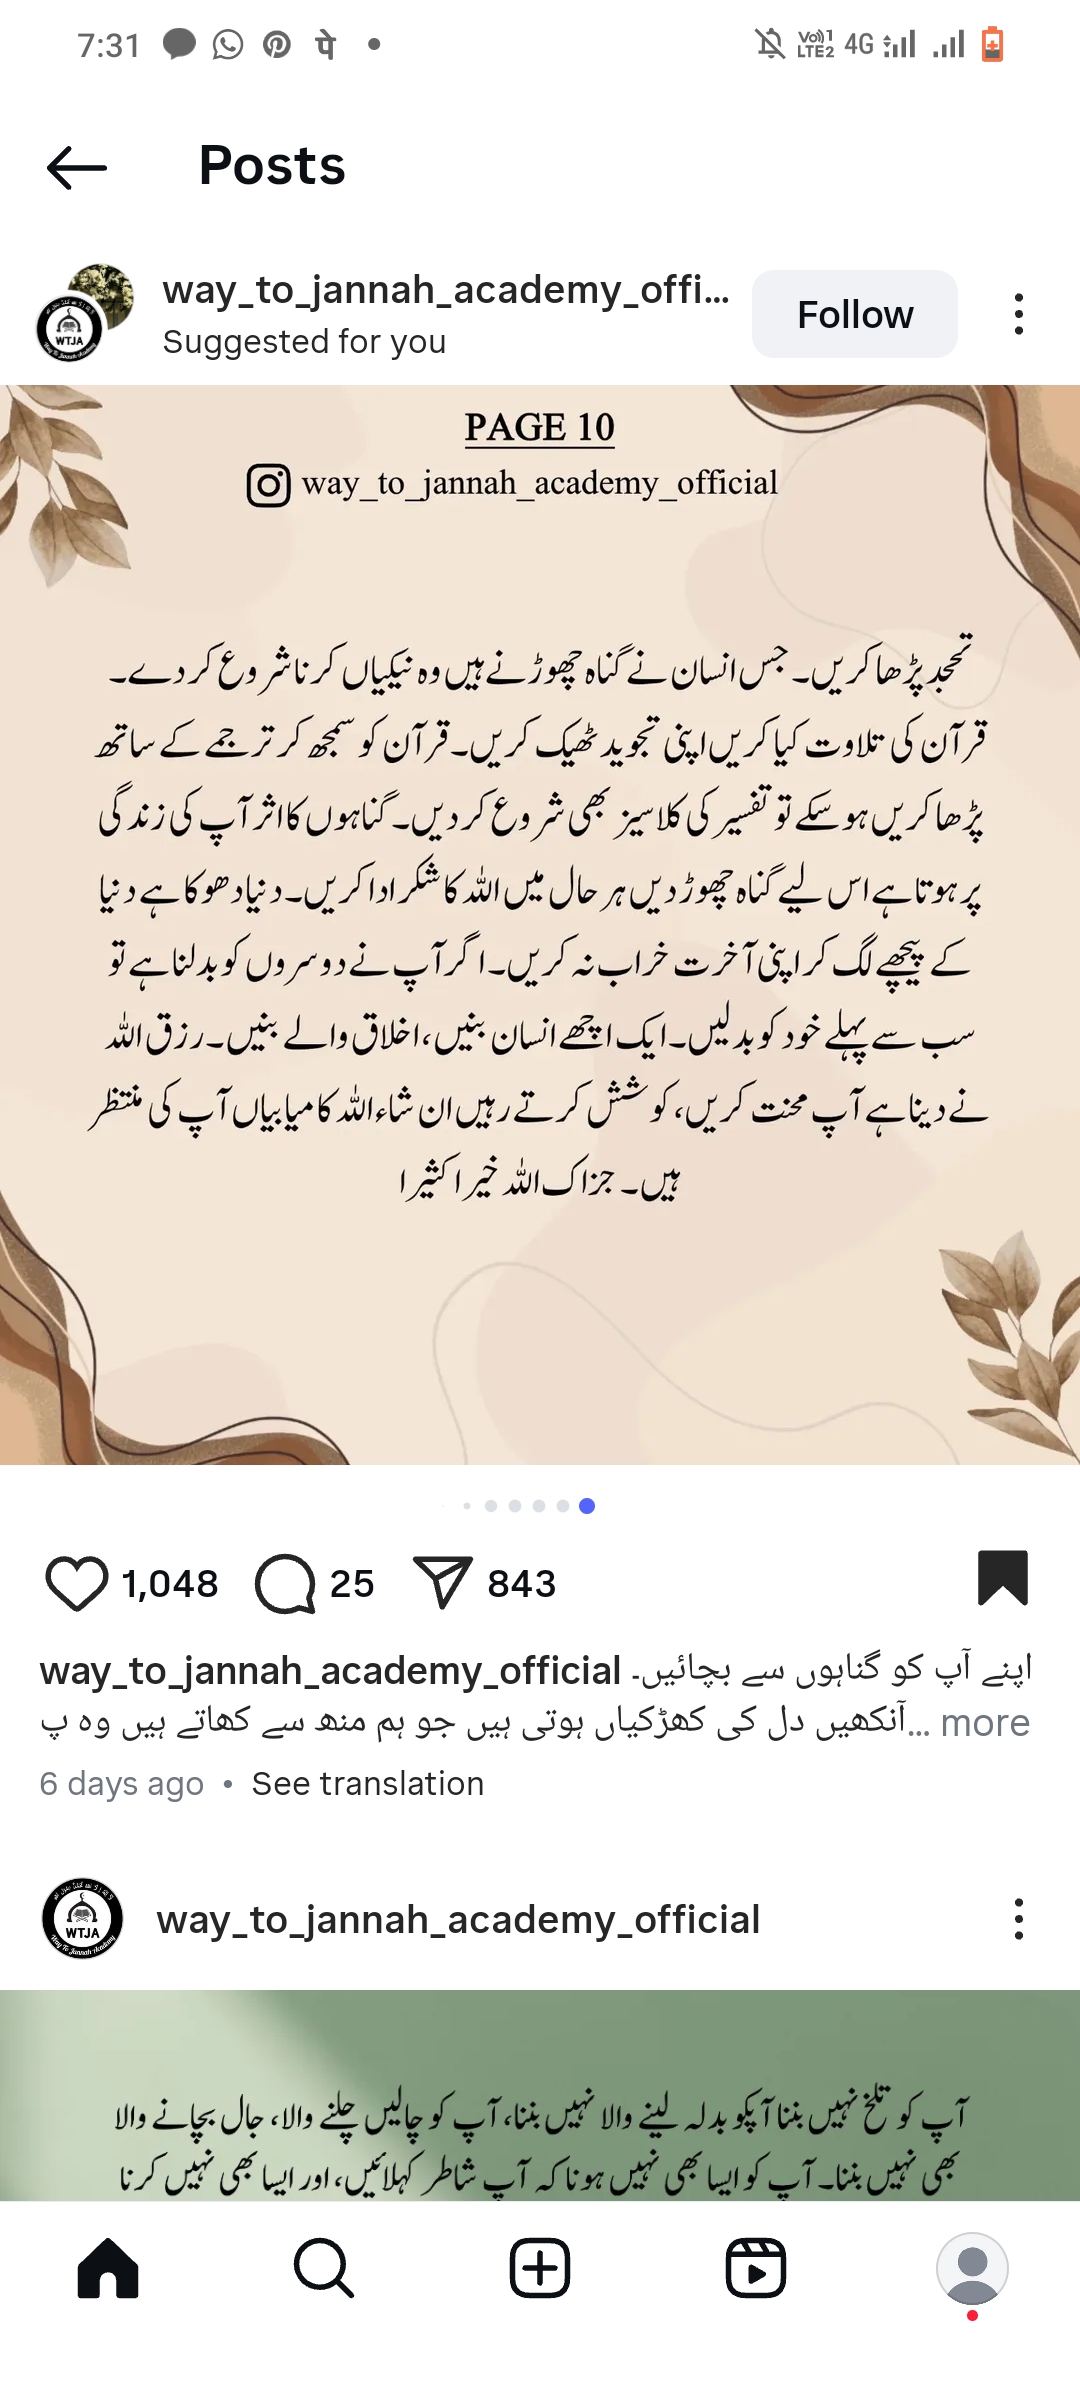 7:31
Vo))1 LTE2 4G
Posts
way_to_jannah_academy_offi...
Suggested for you
Follow
WTJA
PAGE 10
way_to_jannah_academy_official
تحجد پڑھا کریں۔ جس انسان نے گناہ چھوڑنے ہیں وہ نیکیاں کرنا شروع کر دے۔
قرآن کی تلاوت کیا کریں اپنی تجوید ٹھیک کریں۔ قرآن کو سمجھ کر ترجمے کے ساتھ
پڑھا کریں ہو سکے تو تفسیر کی کلاسیز بھی شروع کر دیں۔ گناہوں کا اثر آپ کی زندگی
پر ہوتا ہے اس لیے گناہ چھوڑ دیں ہر حال میں اللہ کا شکر ادا کریں۔ دنیا دھوکا ہے دنیا
کے پیچھے لگ کر اپنی آخرت خراب نہ کریں۔ اگر آپ نے دوسروں کو بدلنا ہے تو
سب سے پہلے خود کو بدلیں۔ ایک اچھے انسان بنیں، اخلاق والے بنیں۔ رزق اللہ
نے دینا ہے آپ محنت کریں، کوشش کرتے رہیں ان شاءاللہ کامیابیاں آپ کی منتظر
ہیں۔ جزاک اللہ خیرا کثیرا
1,048
25
843
way_to_jannah_academy_official اپنے آپ کو گناہوں سے بچائیں۔
آنکھیں دل کی کھڑکیاں ہوتی ہیں جو ہم منھ سے کھاتے ہیں وہ پ... more
6 days ago • See translation
WTJA
way_to_jannah_academy_official
آپ کو تلخ نہیں بننا آپکو بدلہ لینے والا نہیں بننا، آپ کو چالیں چلنے والا، جال بچانے والا
بھی نہیں بننا۔ آپ کو ایسا بھی نہیں ہونا کہ آپ شاطر کہلائیں، اور ایسا بھی نہیں کرنا